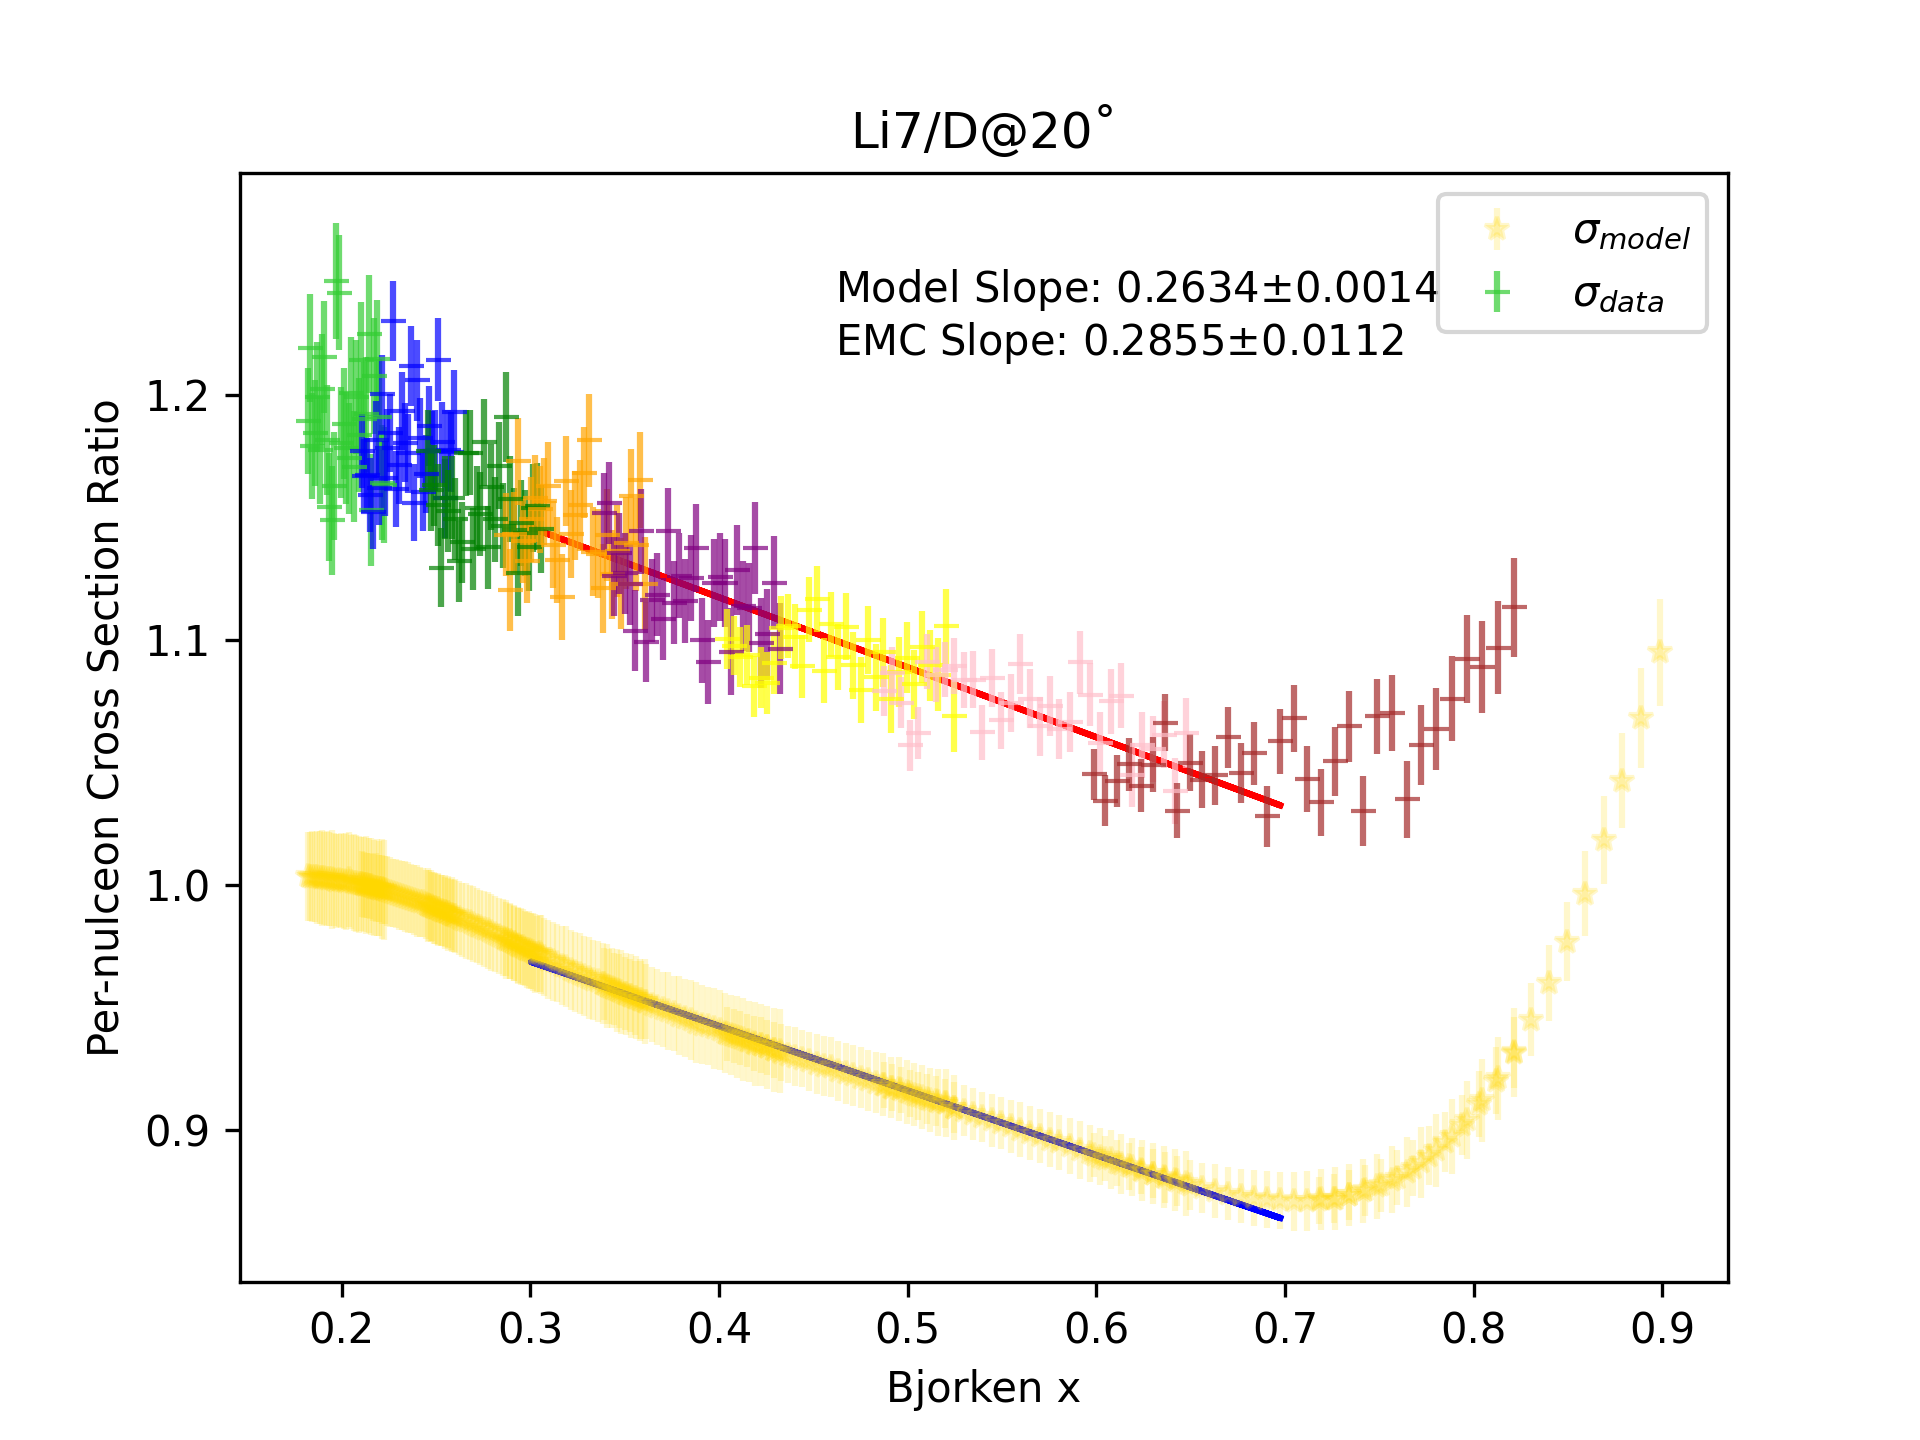 Li7/D@20˚
Model Slope: 0.2634±0.0014
EMC Slope: 0.2855±0.0112
σmodel
σdata
Per-nulceon Cross Section Ratio
1.2
1.1
1.0
0.9
0.2 0.3 0.4 0.5 0.6 0.7 0.8 0.9
Bjorken x